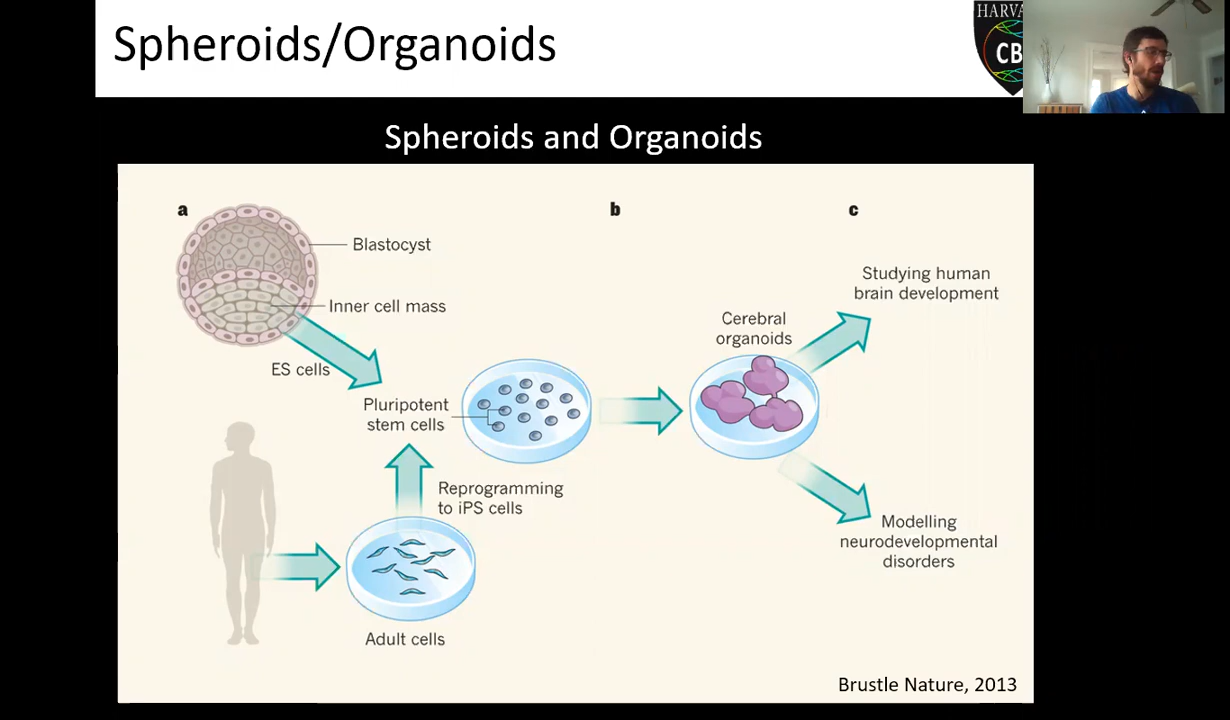 Spheroids/Organoids
HARVA
CB
Spheroids and Organoids
a
b
c
Blastocyst
Inner cell mass
ES cells
Pluripotent
stem cells
Reprogramming
to iPS cells
Adult cells
Cerebral
organoids
Studying human
brain development
Modelling
neurodevelopmental
disorders
Brustle Nature, 2013